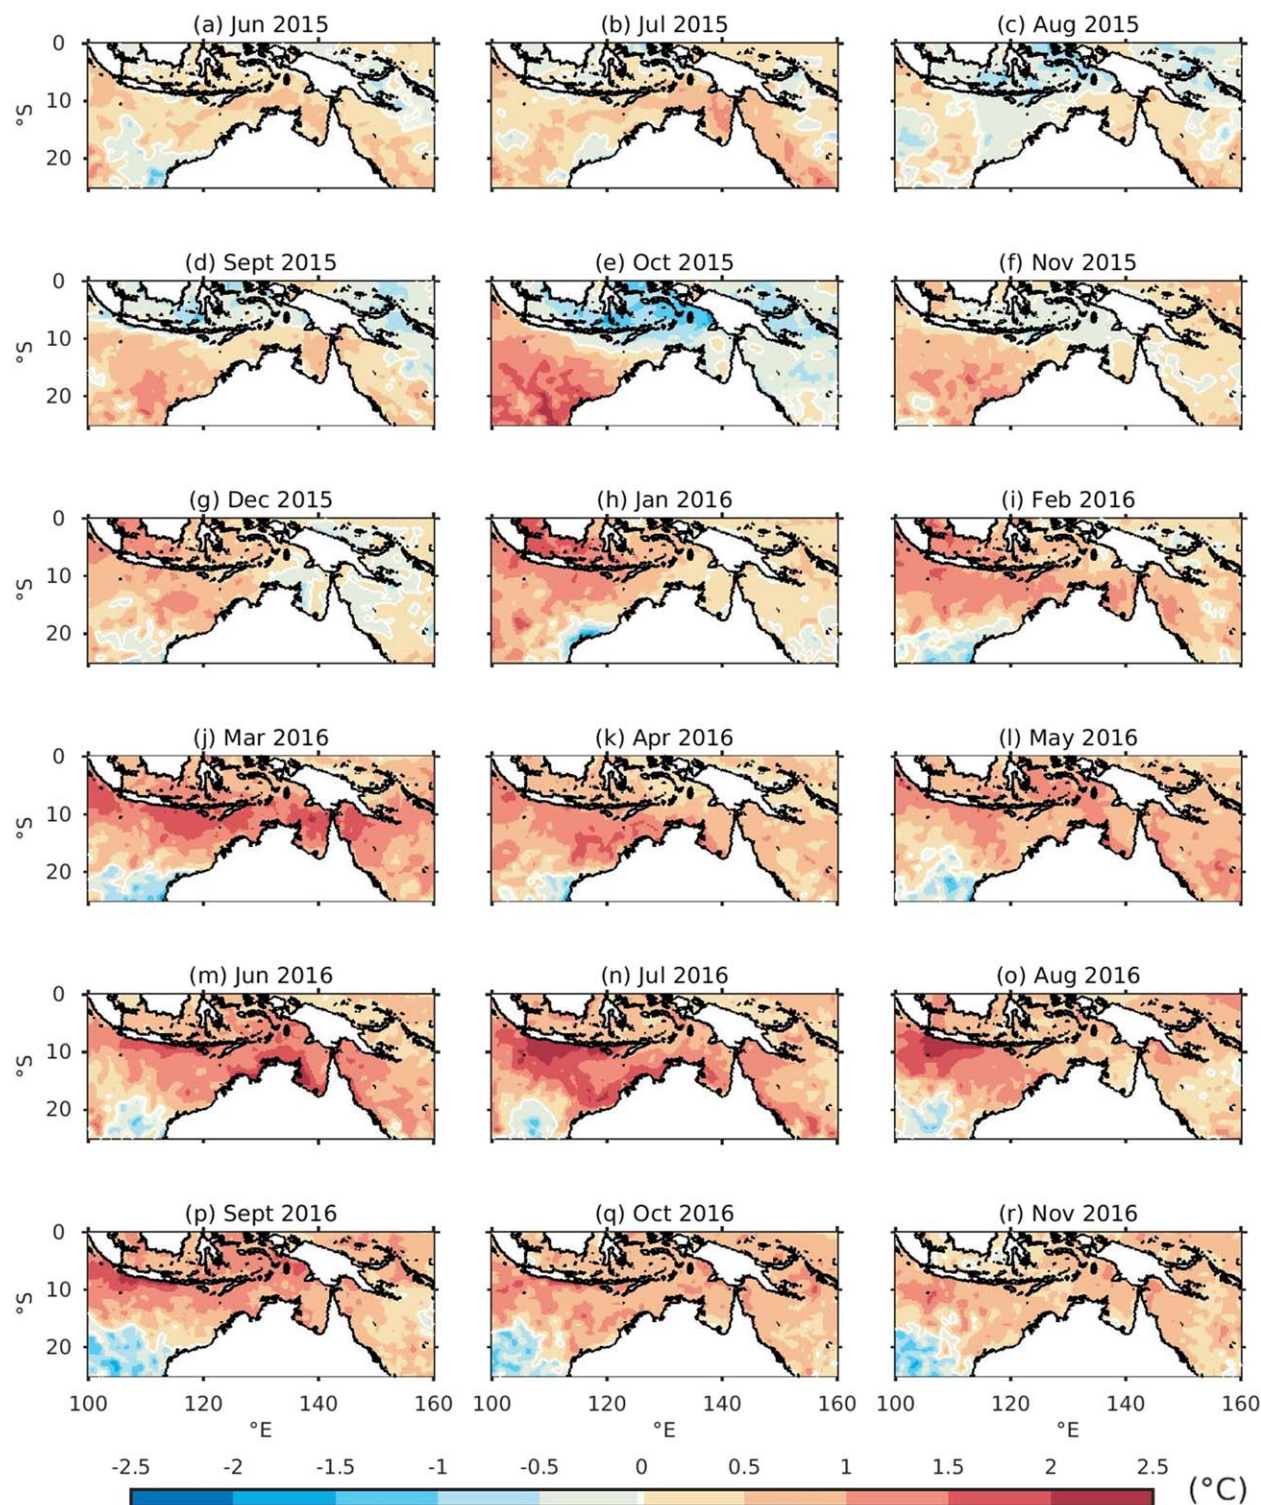 (a) Jun 2015 (b) Jul 2015 (c) Aug 2015
0
10
20
°S
(d) Sept 2015 (e) Oct 2015 (f) Nov 2015
0
10
20
°S
(g) Dec 2015 (h) Jan 2016 (i) Feb 2016
0
10
20
°S
(j) Mar 2016 (k) Apr 2016 (l) May 2016
0
10
20
°S
(m) Jun 2016 (n) Jul 2016 (o) Aug 2016
0
10
20
°S
(p) Sept 2016 (q) Oct 2016 (r) Nov 2016
0
10
20
°S
100 120 140 160 100 120 140 160 100 120 140 160
°E °E °E
-2.5 -2 -1.5 -1 -0.5 0 0.5 1 1.5 2 2.5 (°C)